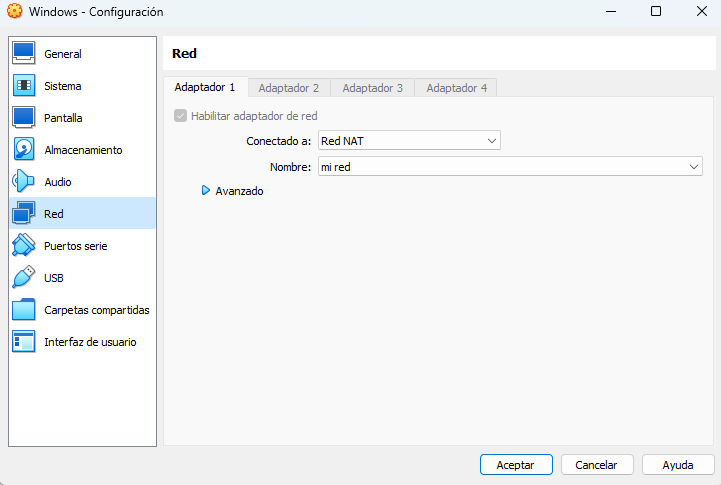 Windows - Configuración
General
Sistema
Pantalla
Almacenamiento
Audio
Red
Puertos serie
USB
Carpetas compartidas
Interfaz de usuario
Red
Adaptador 1 Adaptador 2 Adaptador 3 Adaptador 4
Habilitar adaptador de red
Conectado a: Red NAT
Nombre: mi red
Avanzado
Aceptar Cancelar Ayuda